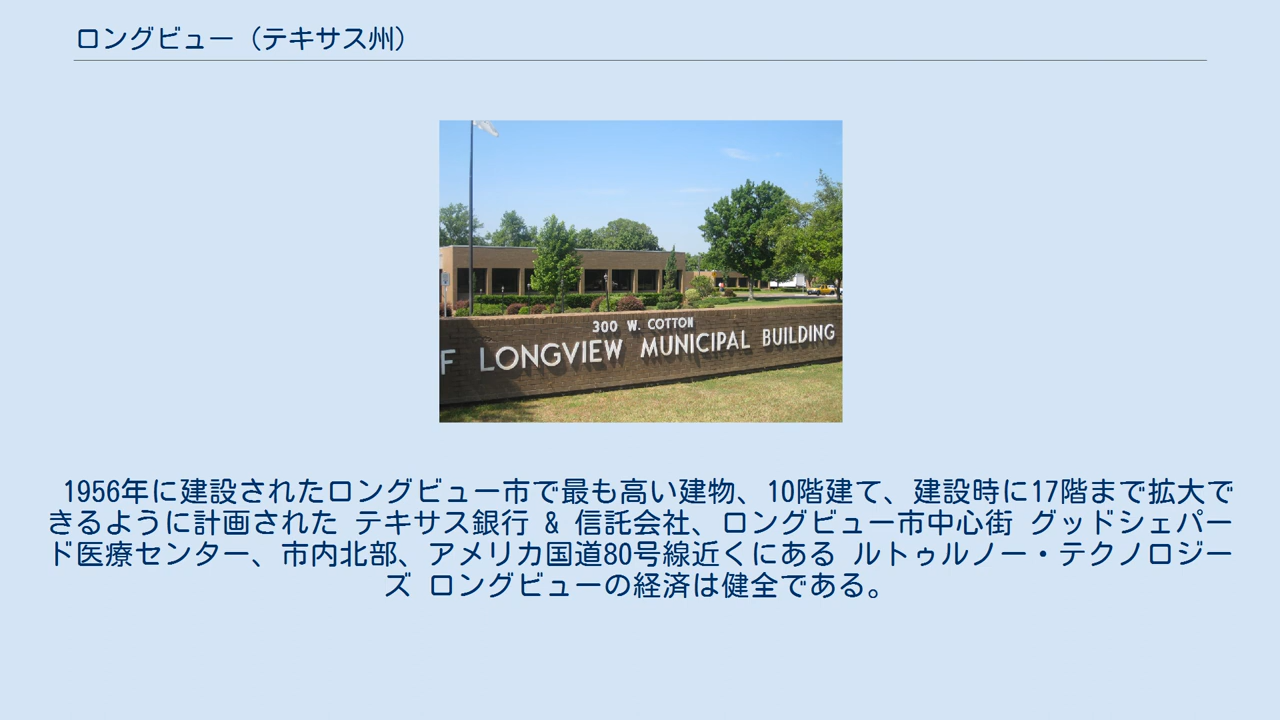 ロングビュー（テキサス州）
300 W. COTTON
F LONGVIEW MUNICIPAL BUILDING
1956年に建設されたロングビュー市で最も高い建物、10階建て、建設時に17階まで拡大で
きるように計画された テキサス銀行 & 信託会社、ロングビュー市中心街 グッドシェパー
ド医療センター、市内北部、アメリカ国道80号線近くにある ルトゥルノー・テクノロジー
ズ ロングビューの経済は健全である。